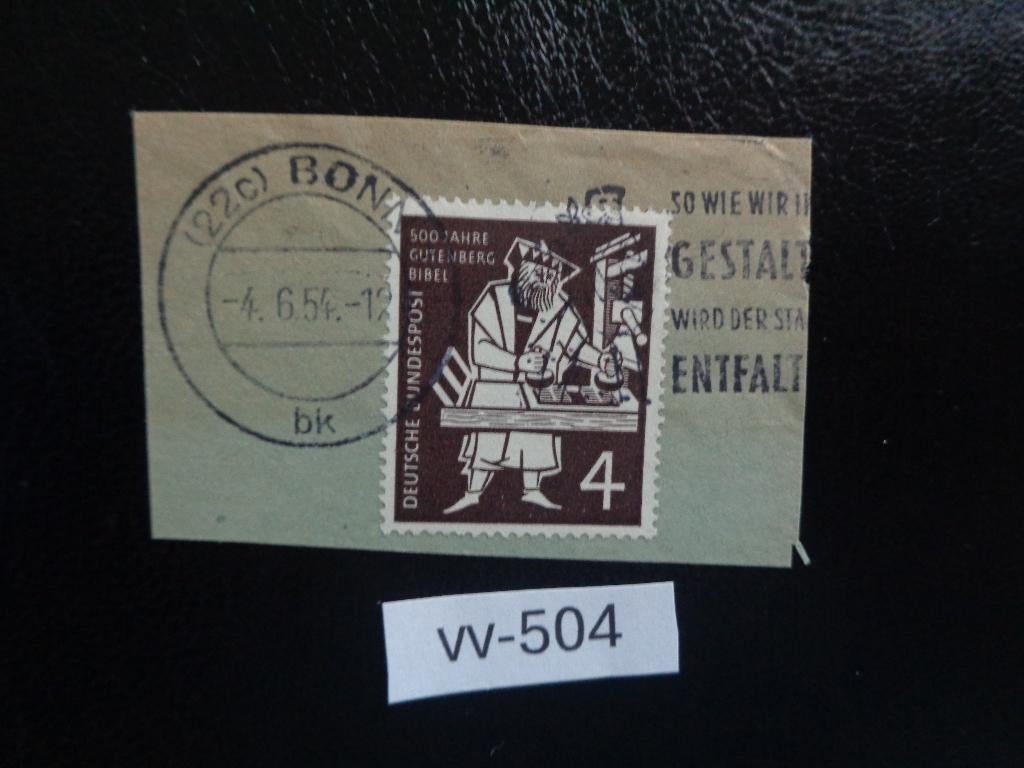 (22c) BONN
-4. 6.54.-12
bk
500 JAHRE
GUTENBERG
BIBEL
DEUTSCHE BUNDESPOST
4
SO WIE WIR
GESTALT
WIRD DER STA
ENTFALT
VV-504